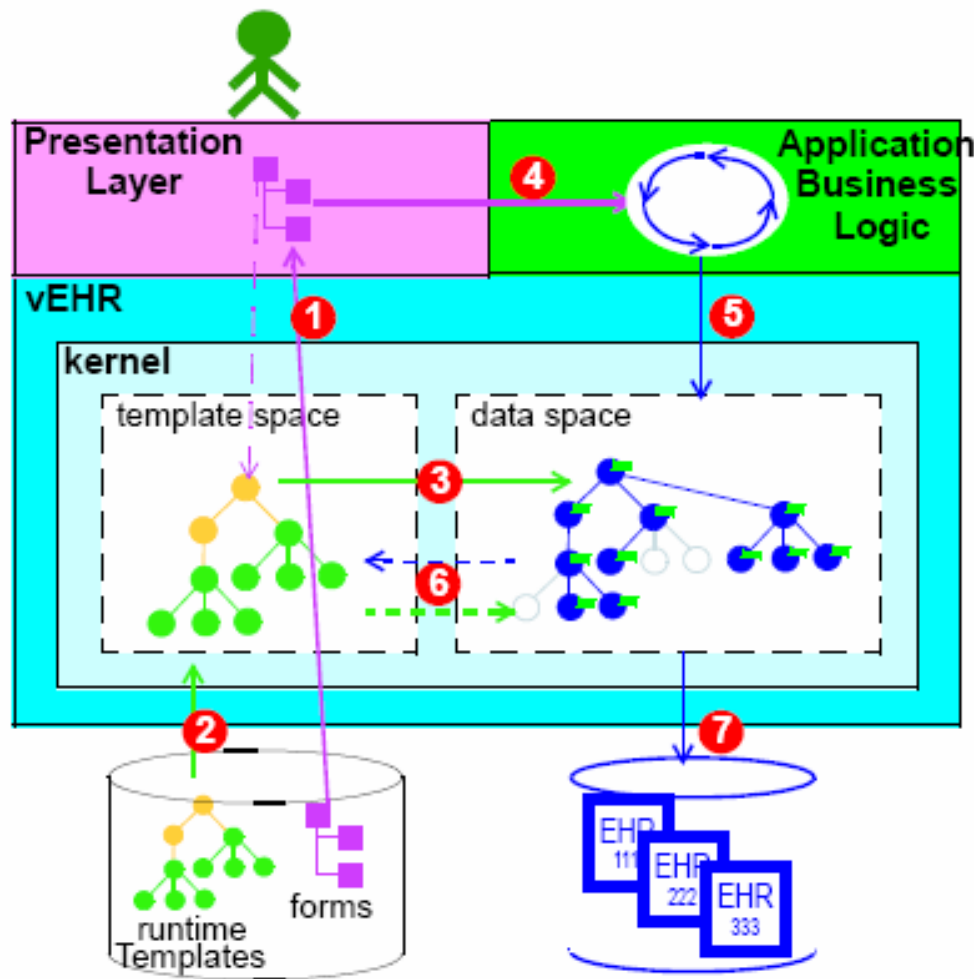 Presentation
Layer
4
Application
Business
Logic
vEHR
1
5
kernel
template space
data space
3
6
2
7
runtime
Templates
forms
EHR
111
EHR
222
EHR
333